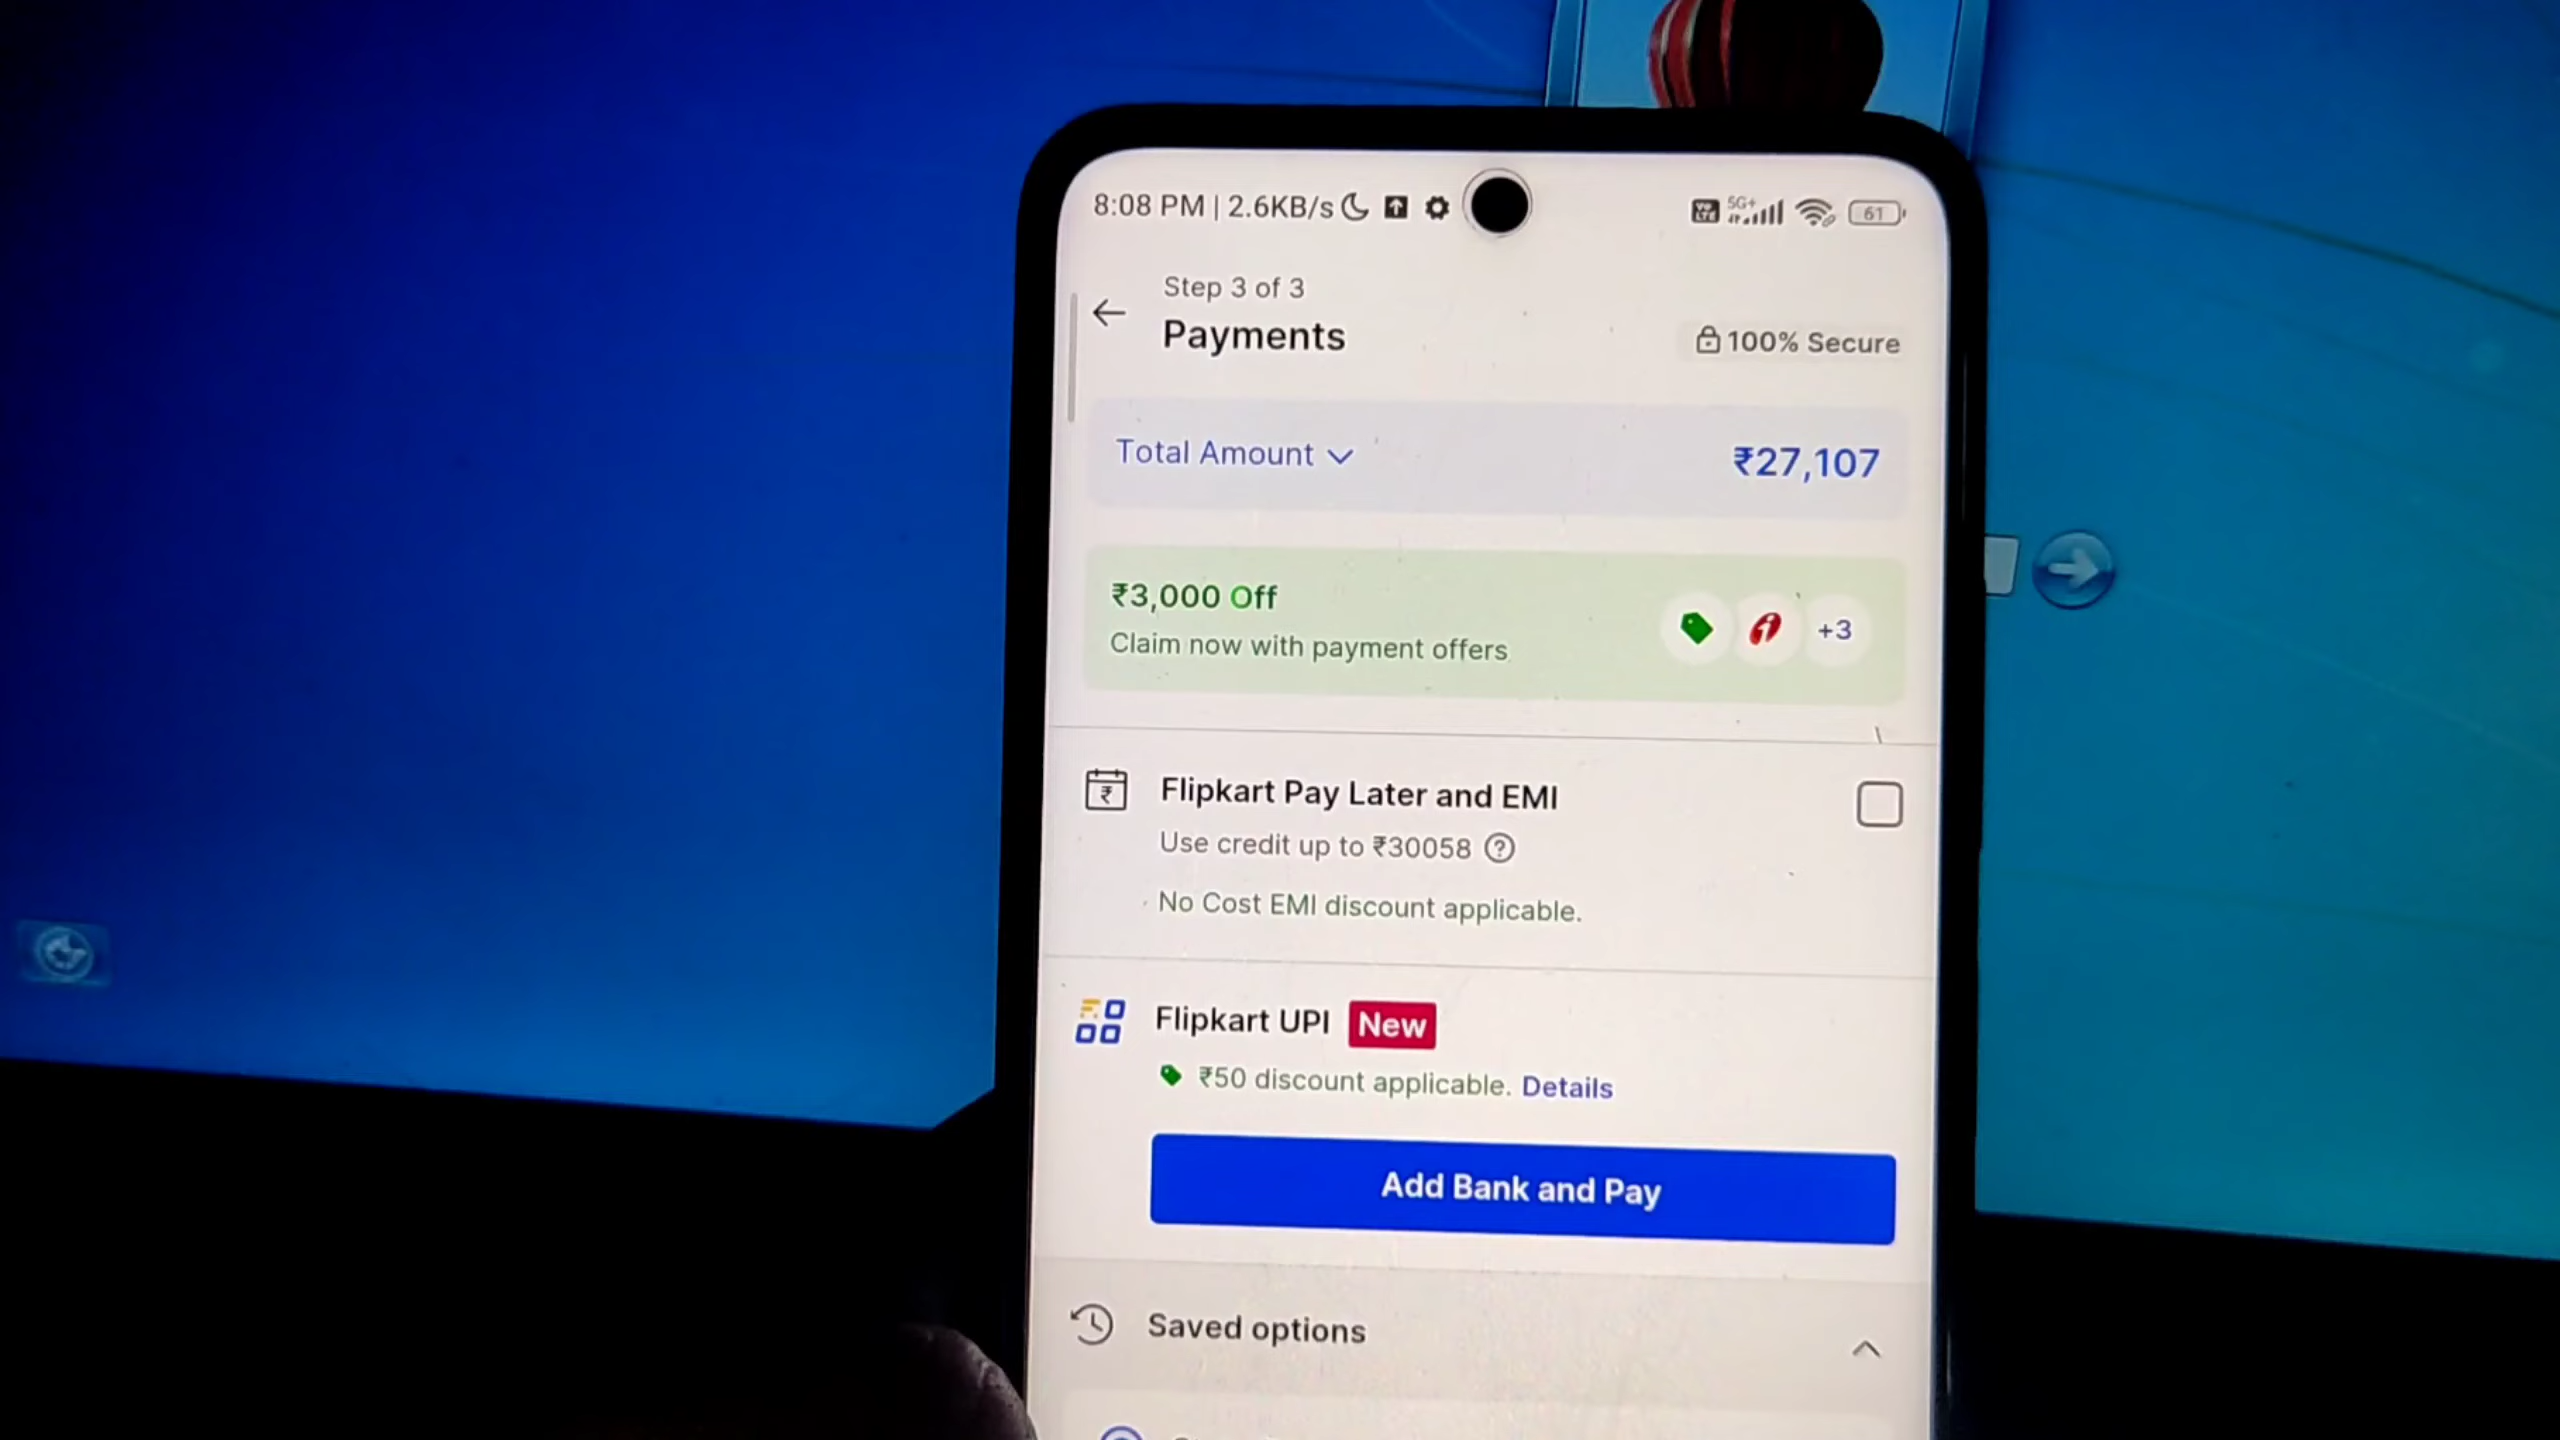 8:08 PM | 2.6KB/s
5G+
61
Step 3 of 3
Payments
100% Secure
Total Amount
₹27,107
₹3,000 Off
Claim now with payment offers
+3
Flipkart Pay Later and EMI
Use credit up to ₹30058
No Cost EMI discount applicable.
Flipkart UPI New
₹50 discount applicable. Details
Add Bank and Pay
Saved options